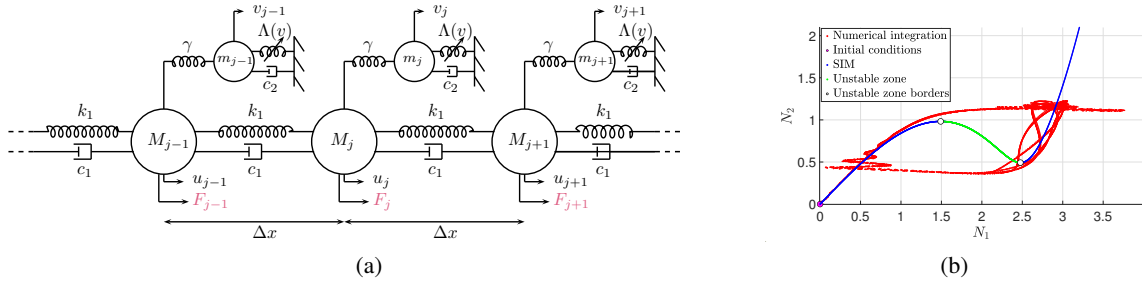 v_{j-1}
v_j
v_{j+1}
Λ(v)
Λ(v)
Λ(v)
γ
γ
γ
m_{j-1}
m_j
m_{j+1}
c_2
c_2
c_2
k_1
k_1
k_1
k_1
M_{j-1}
M_j
M_{j+1}
c_1
c_1
c_1
c_1
u_{j-1}
u_j
u_{j+1}
F_{j-1}
F_j
F_{j+1}
Δx
Δx
(a)
2
1.5
1
0.5
0
N_2
Numerical integration
Initial conditions
SIM
Unstable zone
Unstable zone borders
0
0.5
1
1.5
2
2.5
3
3.5
N_1
(b)